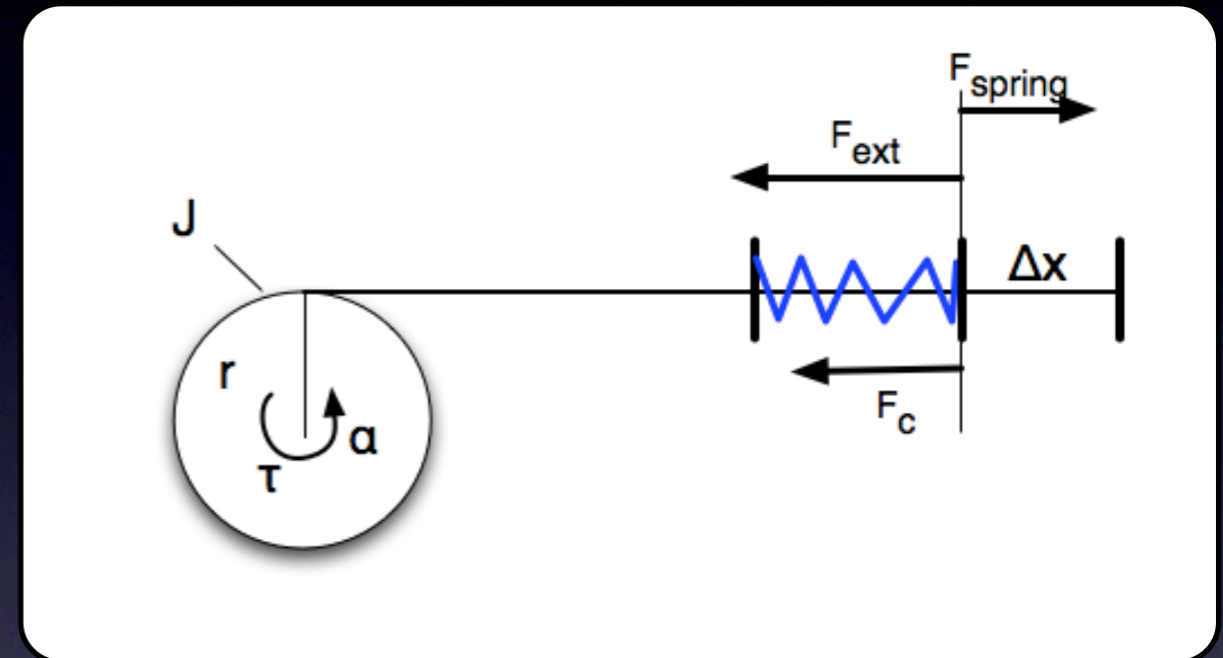 F_spring
F_ext
J
Δx
r
α
τ
F_c